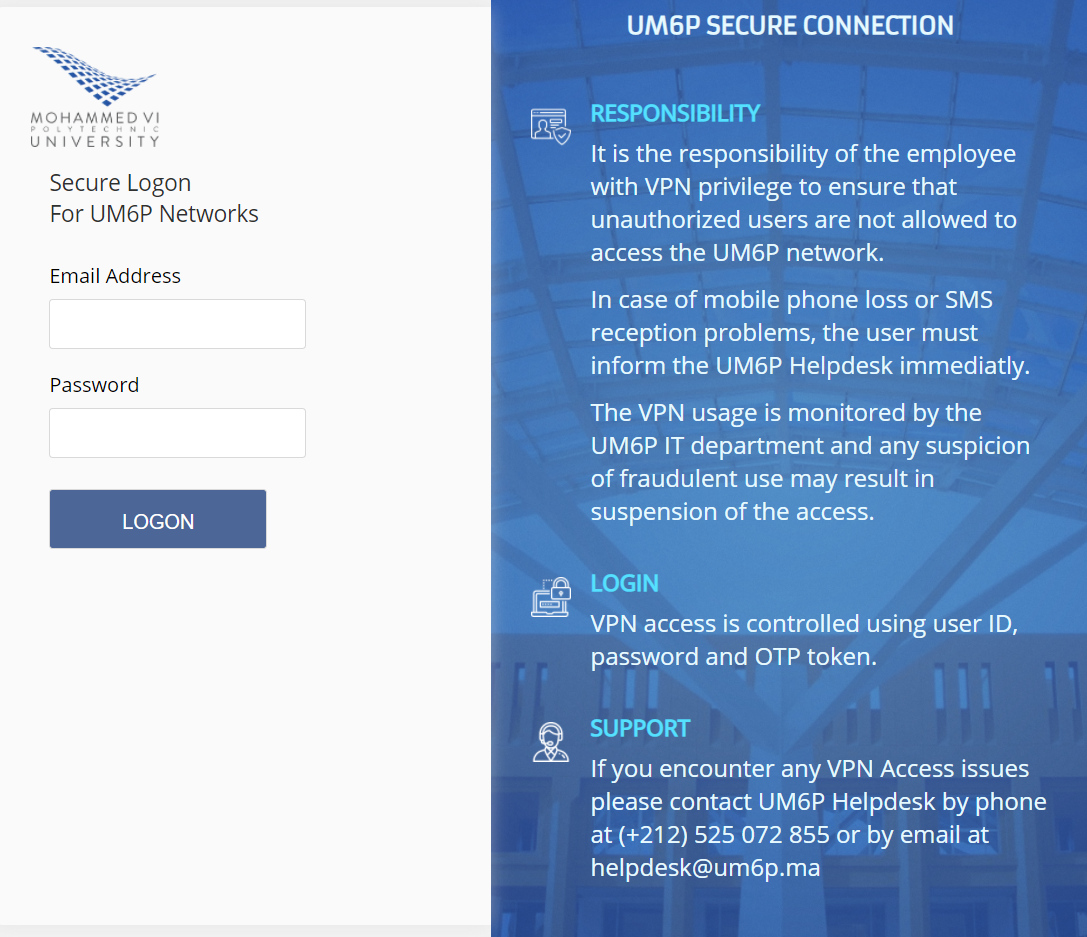 MOHAMMED VI
POLYTECHNIC
UNIVERSITY
Secure Logon
For UM6P Networks
Email Address
Password
LOGON
UM6P SECURE CONNECTION
RESPONSIBILITY
It is the responsibility of the employee
with VPN privilege to ensure that
unauthorized users are not allowed to
access the UM6P network.
In case of mobile phone loss or SMS
reception problems, the user must
inform the UM6P Helpdesk immediatly.
The VPN usage is monitored by the
UM6P IT department and any suspicion
of fraudulent use may result in
suspension of the access.
LOGIN
VPN access is controlled using user ID,
password and OTP token.
SUPPORT
If you encounter any VPN Access issues
please contact UM6P Helpdesk by phone
at (+212) 525 072 855 or by email at
helpdesk@um6p.ma